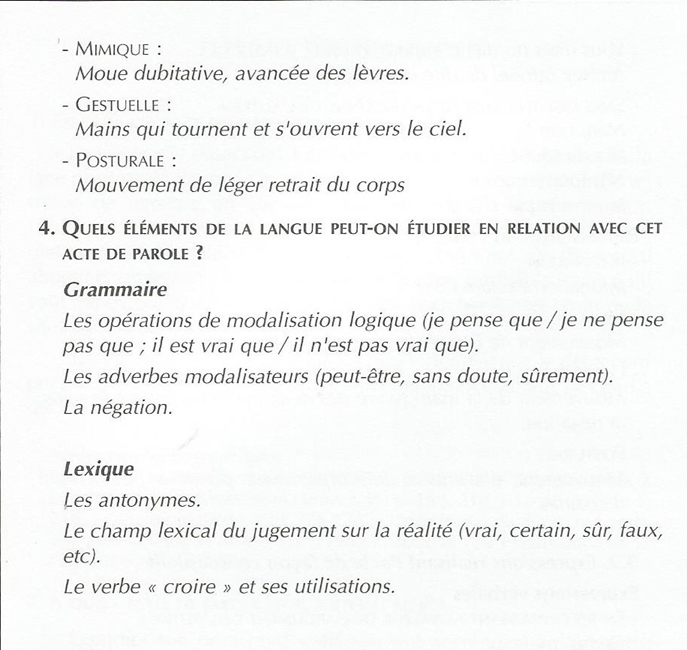 - MIMIQUE :
Moue dubitative, avancée des lèvres.
- GESTUELLE :
Mains qui tournent et s'ouvrent vers le ciel.
- POSTURALE :
Mouvement de léger retrait du corps
4. QUELS ÉLÉMENTS DE LA LANGUE PEUT-ON ÉTUDIER EN RELATION AVEC CET
ACTE DE PAROLE ?
Grammaire
Les opérations de modalisation logique (je pense que / je ne pense
pas que ; il est vrai que / il n'est pas vrai que).
Les adverbes modalisateurs (peut-être, sans doute, sûrement).
La négation.
Lexique
Les antonymes.
Le champ lexical du jugement sur la réalité (vrai, certain, sûr, faux,
etc).
Le verbe « croire » et ses utilisations.